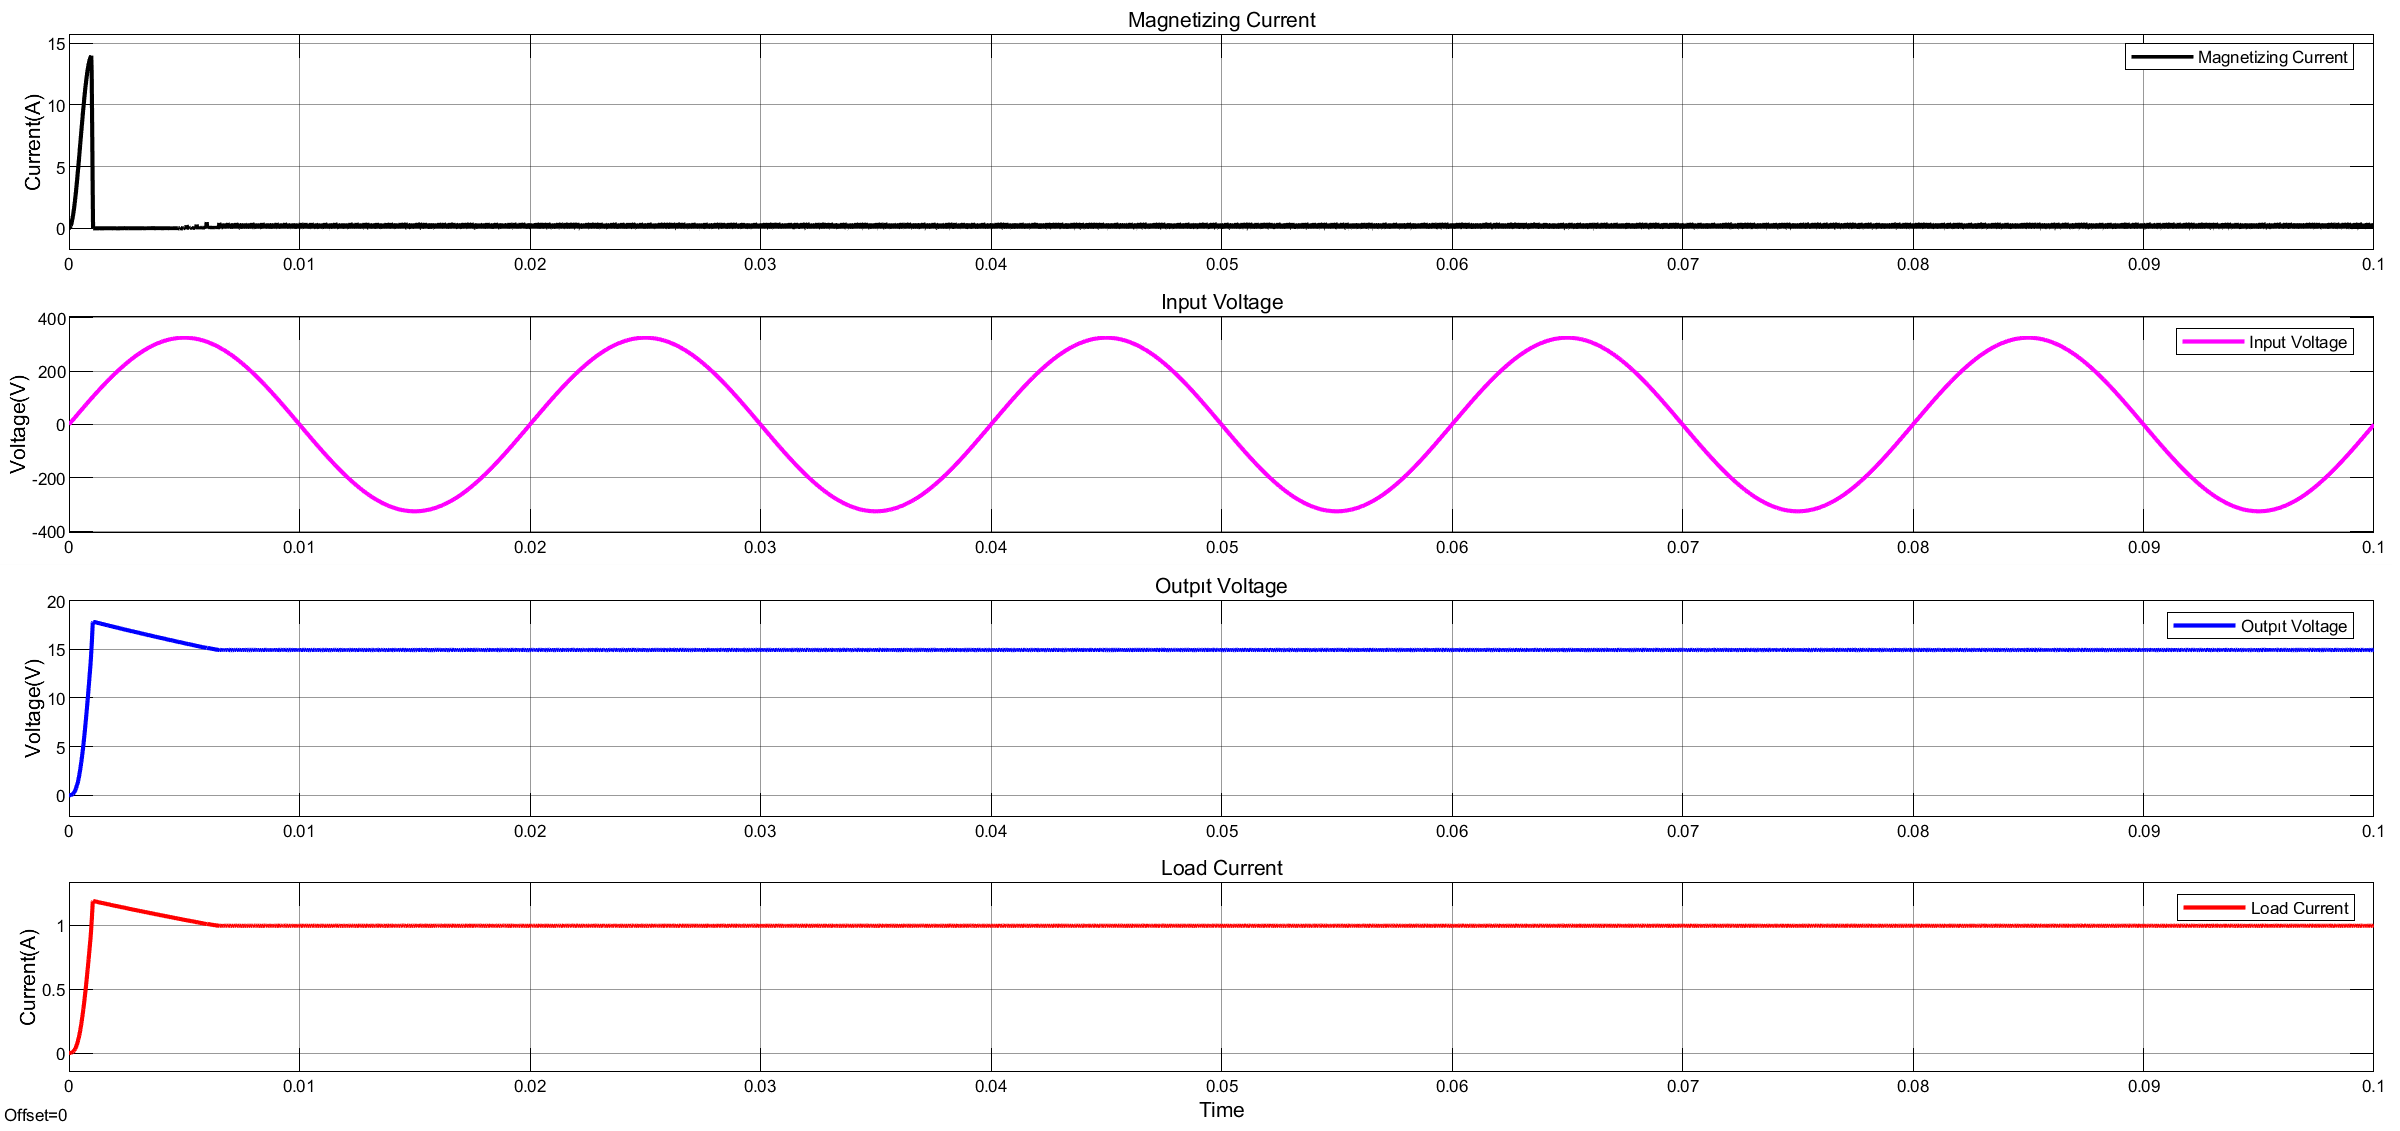 Magnetizing Current
Magnetizing Current
Current(A)
15
10
5
0
0 0.01 0.02 0.03 0.04 0.05 0.06 0.07 0.08 0.09 0.1
Input Voltage
Input Voltage
Voltage(V)
400
200
0
-200
-400
0 0.01 0.02 0.03 0.04 0.05 0.06 0.07 0.08 0.09 0.1
Outpıt Voltage
Outpıt Voltage
Voltage(V)
20
15
10
5
0
0 0.01 0.02 0.03 0.04 0.05 0.06 0.07 0.08 0.09 0.1
Load Current
Load Current
Current(A)
1
0.5
0
0 0.01 0.02 0.03 0.04 0.05 0.06 0.07 0.08 0.09 0.1
Time
Offset=0